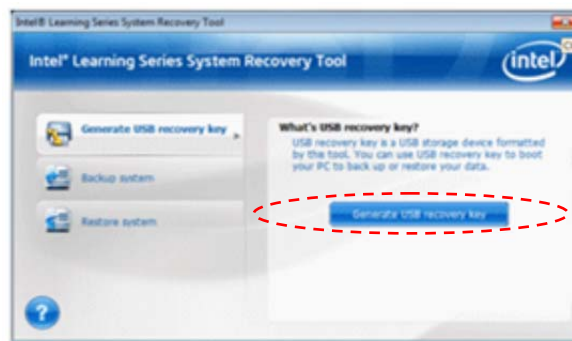 Intel® Learning Series System Recovery Tool
Intel® Learning Series System Recovery Tool
intel
Generate USB recovery key
Backup system
Restore system
What's USB recovery key?
USB recovery key is a USB storage device formatted
by this tool. You can use USB recovery key to boot
your PC to back up or restore your data.
Generate USB recovery key
?